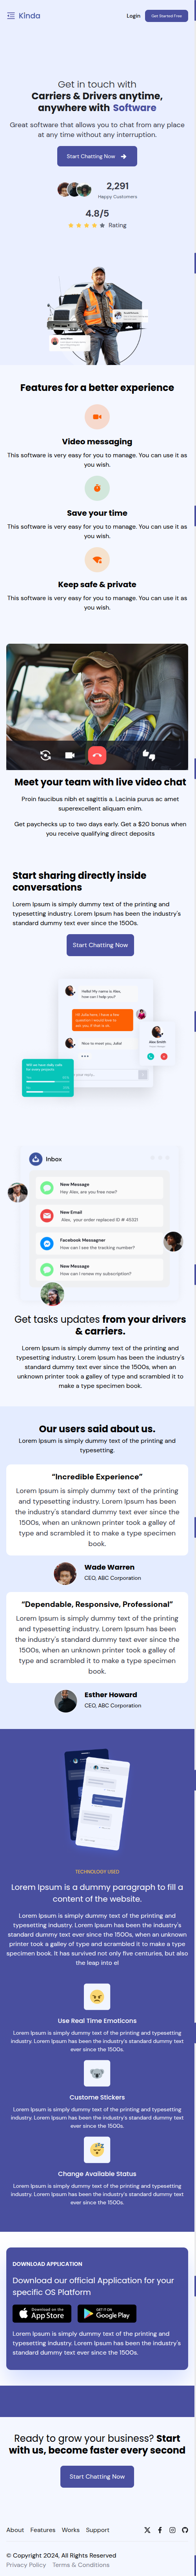 Kinda
Login
Get Started Free
Get in touch with
Carriers & Drivers anytime,
anywhere with Software
Great software that allows you to chat from any place
at any time without any interruption.
Start Chatting Now
2,291
Happy Customers
4.8/5
Rating
Features for a better experience
Video messaging
This software is very easy for you to manage. You can use it as
you wish.
Save your time
This software is very easy for you to manage. You can use it as
you wish.
Keep safe & private
This software is very easy for you to manage. You can use it as
you wish.
Meet your team with live video chat
Proin faucibus nibh et sagittis a. Lacinia purus ac amet
superexcellent aliquam enim.
Get paychecks up to two days early. Get a $20 bonus when
you receive qualifying direct deposits
Start sharing directly inside
conversations
Lorem Ipsum is simply dummy text of the printing and
typesetting industry. Lorem Ipsum has been the industry's
standard dummy text ever since the 1500s.
Start Chatting Now
Hello! My name is Alex,
how can I help you?
Nice to meet you, Julia!
Alex Smith
Inbox
New Message
Hey Alex, are you free now?
New Email
Alex, your order replaced ID # 45321
Facebook Messagner
How can I see the tracking number?
New Message
How can I renew my subscription?
Get tasks updates from your drivers
& carriers.
Lorem Ipsum is simply dummy text of the printing and
typesetting industry. Lorem Ipsum has been the industry's
standard dummy text ever since the 1500s, when an
unknown printer took a galley of type and scrambled it to
make a type specimen book.
Our users said about us.
Lorem Ipsum is simply dummy text of the printing and
typesetting.
“Incredible Experience”
Lorem Ipsum is simply dummy text of the printing
and typesetting industry. Lorem Ipsum has been
the industry's standard dummy text ever since the
1500s, when an unknown printer took a galley of
type and scrambled it to make a type specimen
book.
Wade Warren
CEO, ABC Corporation
“Dependable, Responsive, Professional”
Lorem Ipsum is simply dummy text of the printing
and typesetting industry. Lorem Ipsum has been
the industry's standard dummy text ever since the
1500s, when an unknown printer took a galley of
type and scrambled it to make a type specimen
book.
Esther Howard
CEO, ABC Corporation
TECHNOLOGY USED
Lorem Ipsum is a dummy paragraph to fill a
content of the website.
Lorem Ipsum is simply dummy text of the printing and
typesetting industry. Lorem Ipsum has been the industry's
standard dummy text ever since the 1500s, when an unknown
printer took a galley of type and scrambled it to make a type
specimen book. It has survived not only five centuries, but also
the leap into el
Use Real Time Emoticons
Lorem Ipsum is simply dummy text of the printing and typesetting
industry. Lorem Ipsum has been the industry's standard dummy text
ever since the 1500s.
Custome Stickers
Lorem Ipsum is simply dummy text of the printing and typesetting
industry. Lorem Ipsum has been the industry's standard dummy text
ever since the 1500s.
Change Available Status
Lorem Ipsum is simply dummy text of the printing and typesetting
industry. Lorem Ipsum has been the industry's standard dummy text
ever since the 1500s.
DOWNLOAD APPLICATION
Download our official Application for your
specific OS Platform
Download on the
App Store
GET IT ON
Google Play
Lorem Ipsum is simply dummy text of the printing and
typesetting industry. Lorem Ipsum has been the industry's
standard dummy text ever since the 1500s.
Ready to grow your business? Start
with us, become faster every second
Start Chatting Now
About Features Works Support
© Copyright 2024, All Rights Reserved
Privacy Policy Terms & Conditions